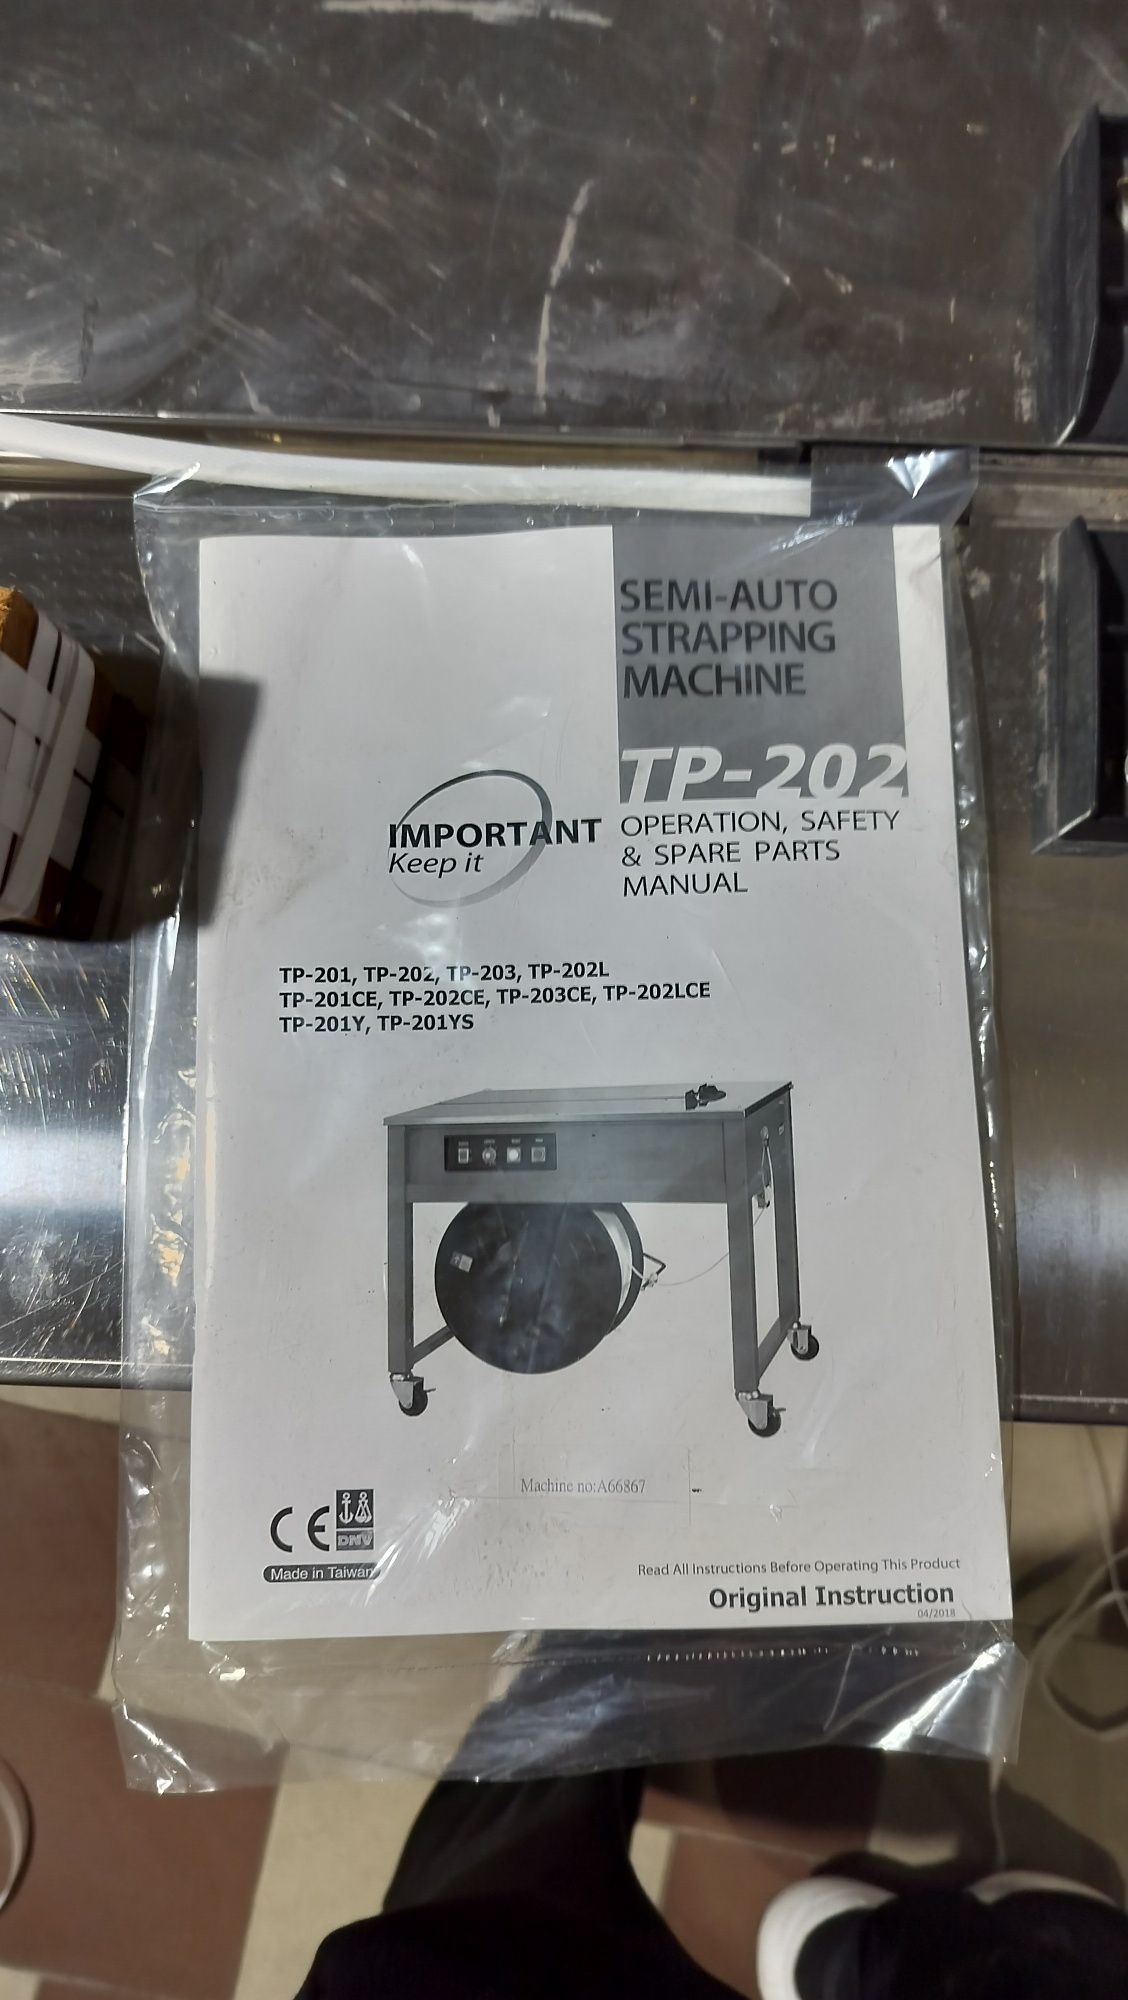 SEMI-AUTO
STRAPPING
MACHINE
TP-202
IMPORTANT
Keep it
OPERATION, SAFETY
& SPARE PARTS
MANUAL
TP-201, TP-202, TP-203, TP-202L
TP-201CE, TP-202CE, TP-203CE, TP-202LCE
TP-201Y, TP-201YS
Machine no:A66867
CE
DNV
Made in Taiwan
Read All Instructions Before Operating This Product
Original Instruction
04/2018